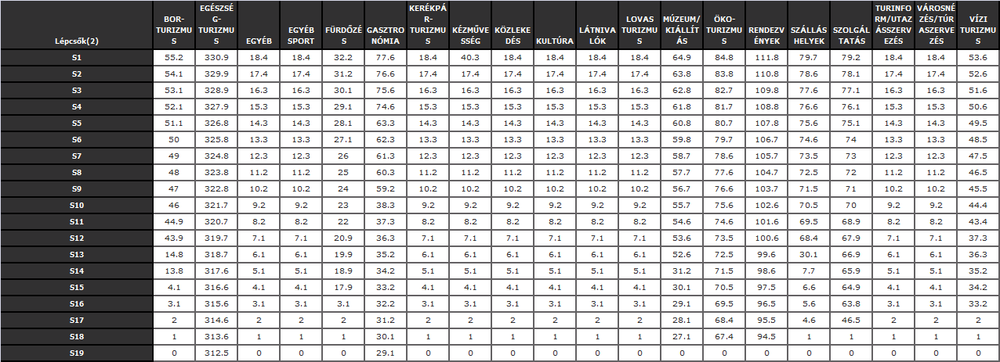 EGÉSZSÉ KERÉKPÁ TURINFO VÁROSNÉ
BOR- G- R- LOVAS MÚZEUM/ ÖKO- RM/UTAZ ZÉS/TÚR VÍZI
TURIZMU TURIZMU EGYÉB GASZTRO TURIZMU KÉZMŰVE KÖZLEKE LÁTNIVA TURIZMU KIÁLLÍT TURIZMU RENDEZV SZÁLLÁS SZOLGÁL ÁSSZERV ASZERVE TURIZMU
Lépcsők(2) S S EGYÉB SPORT FÜRDŐZÉS NÓMIA S SSÉG DÉS KULTÚRA LÓK S ÁS S ÉNYEK HELYEK TATÁS EZÉS ZÉS S
S1 55.2 330.9 18.4 18.4 32.2 77.6 18.4 40.3 18.4 18.4 18.4 18.4 64.9 84.8 111.8 79.7 79.2 18.4 18.4 53.6
S2 54.1 329.9 17.4 17.4 31.2 76.6 17.4 17.4 17.4 17.4 17.4 17.4 63.8 83.8 110.8 78.6 78.1 17.4 17.4 52.6
S3 53.1 328.9 16.3 16.3 30.1 75.6 16.3 16.3 16.3 16.3 16.3 16.3 62.8 82.7 109.8 77.6 77.1 16.3 16.3 51.6
S4 52.1 327.9 15.3 15.3 29.1 74.6 15.3 15.3 15.3 15.3 15.3 15.3 61.8 81.7 108.8 76.6 76.1 15.3 15.3 50.6
S5 51.1 326.8 14.3 14.3 28.1 63.3 14.3 14.3 14.3 14.3 14.3 14.3 60.8 80.7 107.8 75.6 75.1 14.3 14.3 49.5
S6 50 325.8 13.3 13.3 27.1 62.3 13.3 13.3 13.3 13.3 13.3 13.3 59.8 79.7 106.7 74.6 74 13.3 13.3 48.5
S7 49 324.8 12.3 12.3 26 61.3 12.3 12.3 12.3 12.3 12.3 12.3 58.7 78.6 105.7 73.5 73 12.3 12.3 47.5
S8 48 323.8 11.2 11.2 25 60.3 11.2 11.2 11.2 11.2 11.2 11.2 57.7 77.6 104.7 72.5 72 11.2 11.2 46.5
S9 47 322.8 10.2 10.2 24 59.2 10.2 10.2 10.2 10.2 10.2 10.2 56.7 76.6 103.7 71.5 71 10.2 10.2 45.5
S10 46 321.7 9.2 9.2 23 38.3 9.2 9.2 9.2 9.2 9.2 9.2 55.7 75.6 102.6 70.5 70 9.2 9.2 44.4
S11 44.9 320.7 8.2 8.2 22 37.3 8.2 8.2 8.2 8.2 8.2 8.2 54.6 74.6 101.6 69.5 68.9 8.2 8.2 43.4
S12 43.9 319.7 7.1 7.1 20.9 36.3 7.1 7.1 7.1 7.1 7.1 7.1 53.6 73.5 100.6 68.4 67.9 7.1 7.1 37.3
S13 14.8 318.7 6.1 6.1 19.9 35.2 6.1 6.1 6.1 6.1 6.1 6.1 52.6 72.5 99.6 30.1 66.9 6.1 6.1 36.3
S14 13.8 317.6 5.1 5.1 18.9 34.2 5.1 5.1 5.1 5.1 5.1 5.1 31.2 71.5 98.6 7.7 65.9 5.1 5.1 35.2
S15 4.1 316.6 4.1 4.1 17.9 33.2 4.1 4.1 4.1 4.1 4.1 4.1 30.1 70.5 97.5 6.6 64.9 4.1 4.1 34.2
S16 3.1 315.6 3.1 3.1 3.1 32.2 3.1 3.1 3.1 3.1 3.1 3.1 29.1 69.5 96.5 5.6 63.8 3.1 3.1 33.2
S17 2 314.6 2 2 2 31.2 2 2 2 2 2 2 28.1 68.4 95.5 4.6 46.5 2 2 2
S18 1 313.6 1 1 1 30.1 1 1 1 1 1 1 27.1 67.4 94.5 1 1 1 1 1
S19 0 312.5 0 0 0 29.1 0 0 0 0 0 0 0 0 0 0 0 0 0 0